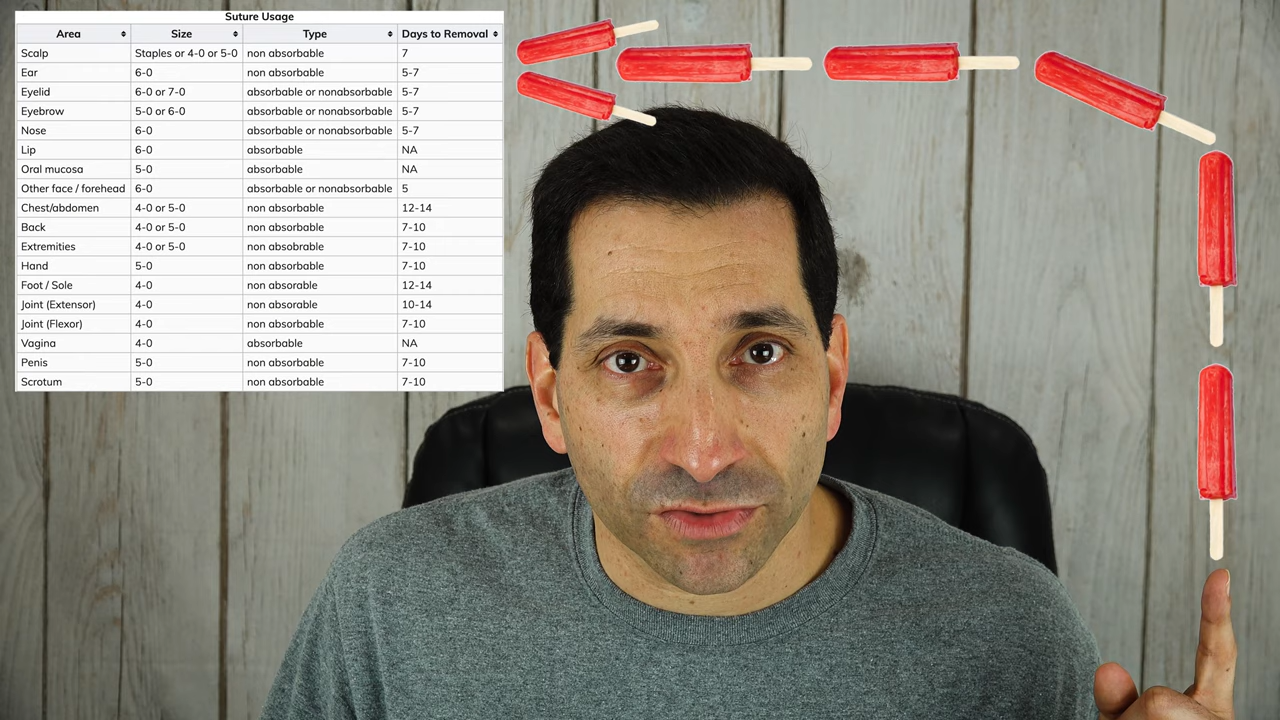 Suture Usage
Area Size Type Days to Removal
Scalp Staples or 4-0 or 5-0 non absorbable 7
Ear 6-0 non absorbable 5-7
Eyelid 6-0 or 7-0 absorbable or nonabsorbable 5-7
Eyebrow 5-0 or 6-0 absorbable or nonabsorbable 5-7
Nose 6-0 absorbable or nonabsorbable 5-7
Lip 6-0 absorbable NA
Oral mucosa 5-0 absorbable NA
Other face / forehead 6-0 absorbable or nonabsorbable 5
Chest/abdomen 4-0 or 5-0 non absorbable 12-14
Back 4-0 or 5-0 non absorbable 7-10
Extremities 4-0 or 5-0 non absobrable 7-10
Hand 5-0 non absorbable 7-10
Foot / Sole 4-0 non absorable 12-14
Joint (Extensor) 4-0 non absorable 10-14
Joint (Flexor) 4-0 non absorbable 7-10
Vagina 4-0 absorbable NA
Penis 5-0 non absorbable 7-10
Scrotum 5-0 non absorbable 7-10